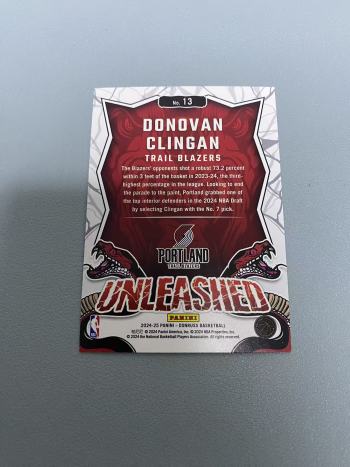 No. 13
DONOVAN
CLINGAN
TRAIL BLAZERS
The Blazers' opponents shot a robust 73.2 percent
within 3 feet of the basket in 2023-24, the third-
highest percentage in the league. Looking to end
the parade to the paint, Portland grabbed one of
the top interior defenders in the 2024 NBA Draft
by selecting Clingan with the No. 7 pick.
PORTLAND
TRAIL BLAZERS
UNLEASHED
PANINI
2024-25 PANINI - DONRUSS BASKETBALL
© 2024 Panini America, Inc. © 2024 NBA Properties, Inc.
© 2024 the National Basketball Players Association. All rights reserved.
NBA